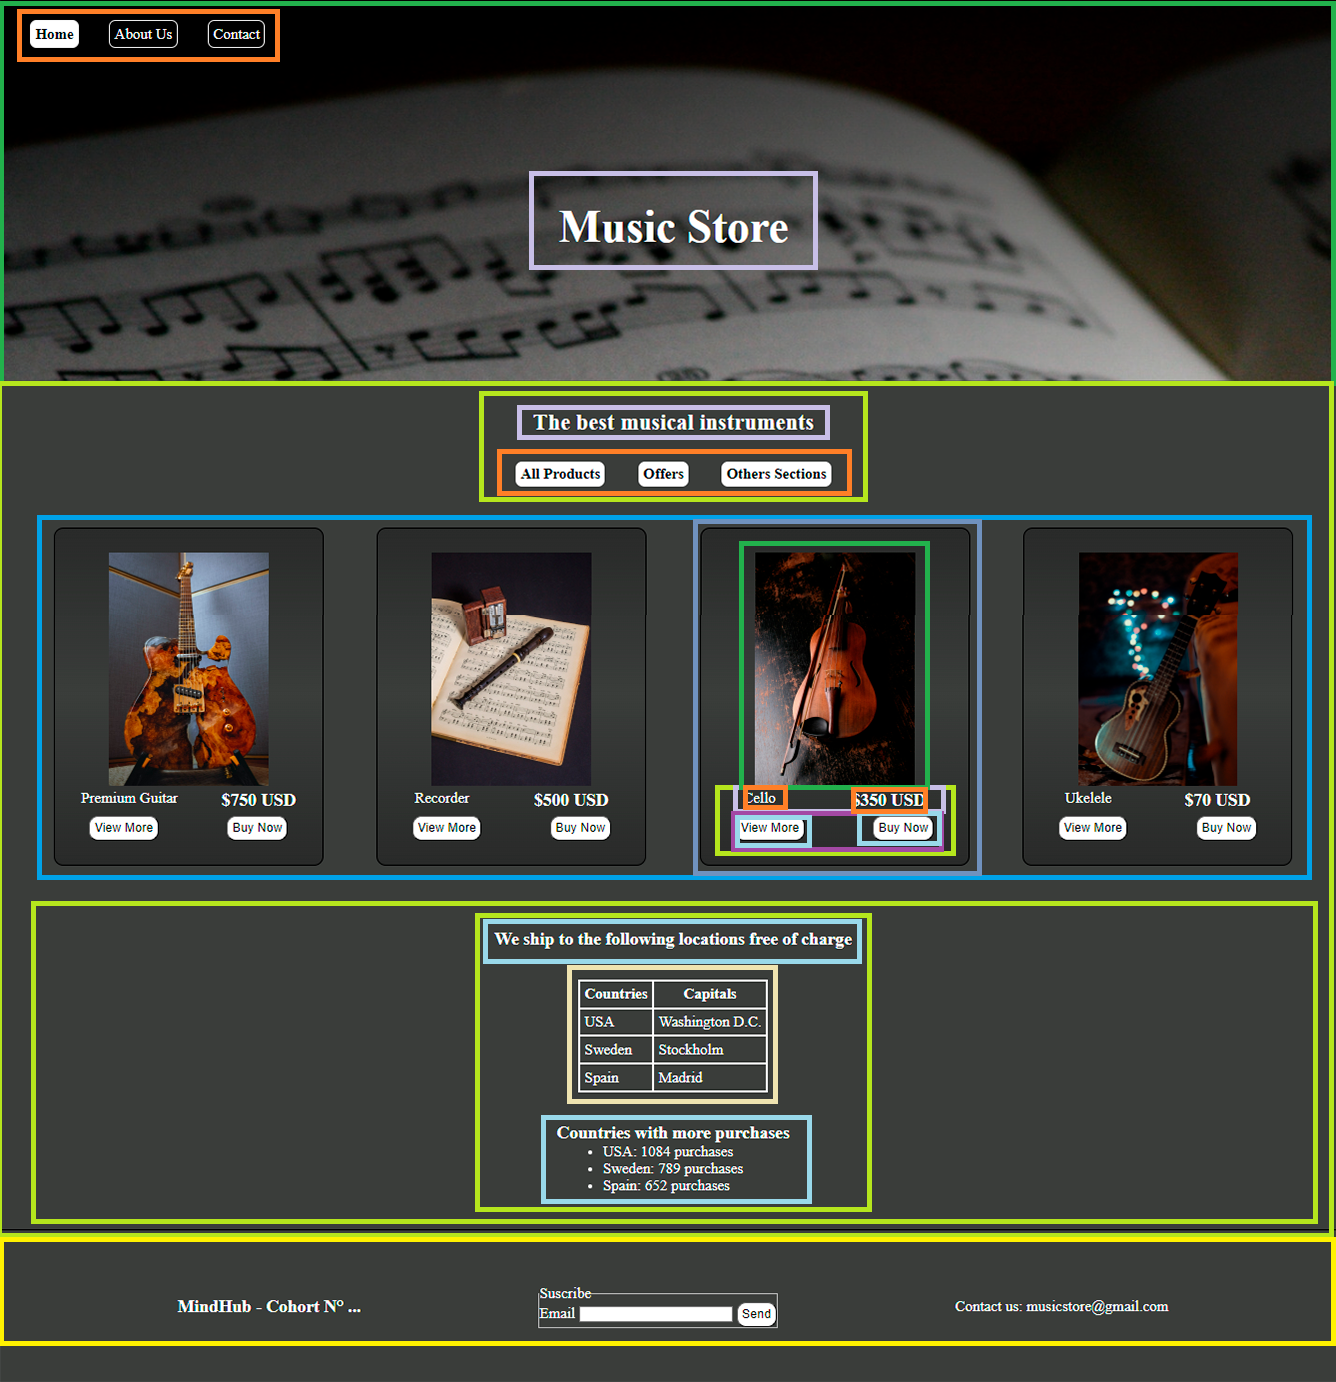 Home About Us Contact
Music Store
The best musical instruments
All Products Offers Others Sections
Premium Guitar $750 USD
View More Buy Now
Recorder $500 USD
View More Buy Now
Cello $350 USD
View More Buy Now
Ukelele $70 USD
View More Buy Now
We ship to the following locations free of charge
Countries Capitals
USA Washington D.C.
Sweden Stockholm
Spain Madrid
Countries with more purchases
• USA: 1084 purchases
• Sweden: 789 purchases
• Spain: 652 purchases
MindHub - Cohort N° ...
Suscribe
Email Send
Contact us: musicstore@gmail.com